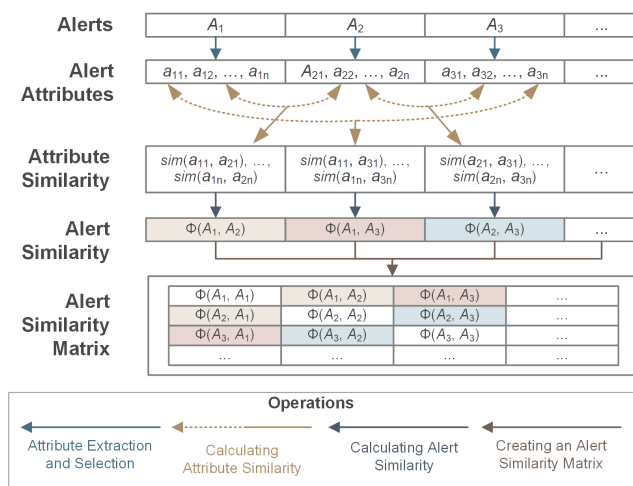 Alerts A1 A2 A3 ...
Alert Attributes a11, a12, ..., a1n A21, a22, ..., a2n a31, a32, ..., a3n ...
Attribute Similarity
sim(a11, a21), ..., sim(a11, a31), ..., sim(a21, a31), ..., ...
sim(a1n, a2n) sim(a1n, a3n) sim(a2n, a3n)
Alert Similarity Φ(A1, A2) Φ(A1, A3) Φ(A2, A3) ...
Alert Similarity Matrix
Φ(A1, A1) Φ(A1, A2) Φ(A1, A3) ...
Φ(A2, A1) Φ(A2, A2) Φ(A2, A3) ...
Φ(A3, A1) Φ(A3, A2) Φ(A3, A3) ...
... ... ... ...
Operations
Attribute Extraction and Selection
Calculating Attribute Similarity
Calculating Alert Similarity
Creating an Alert Similarity Matrix